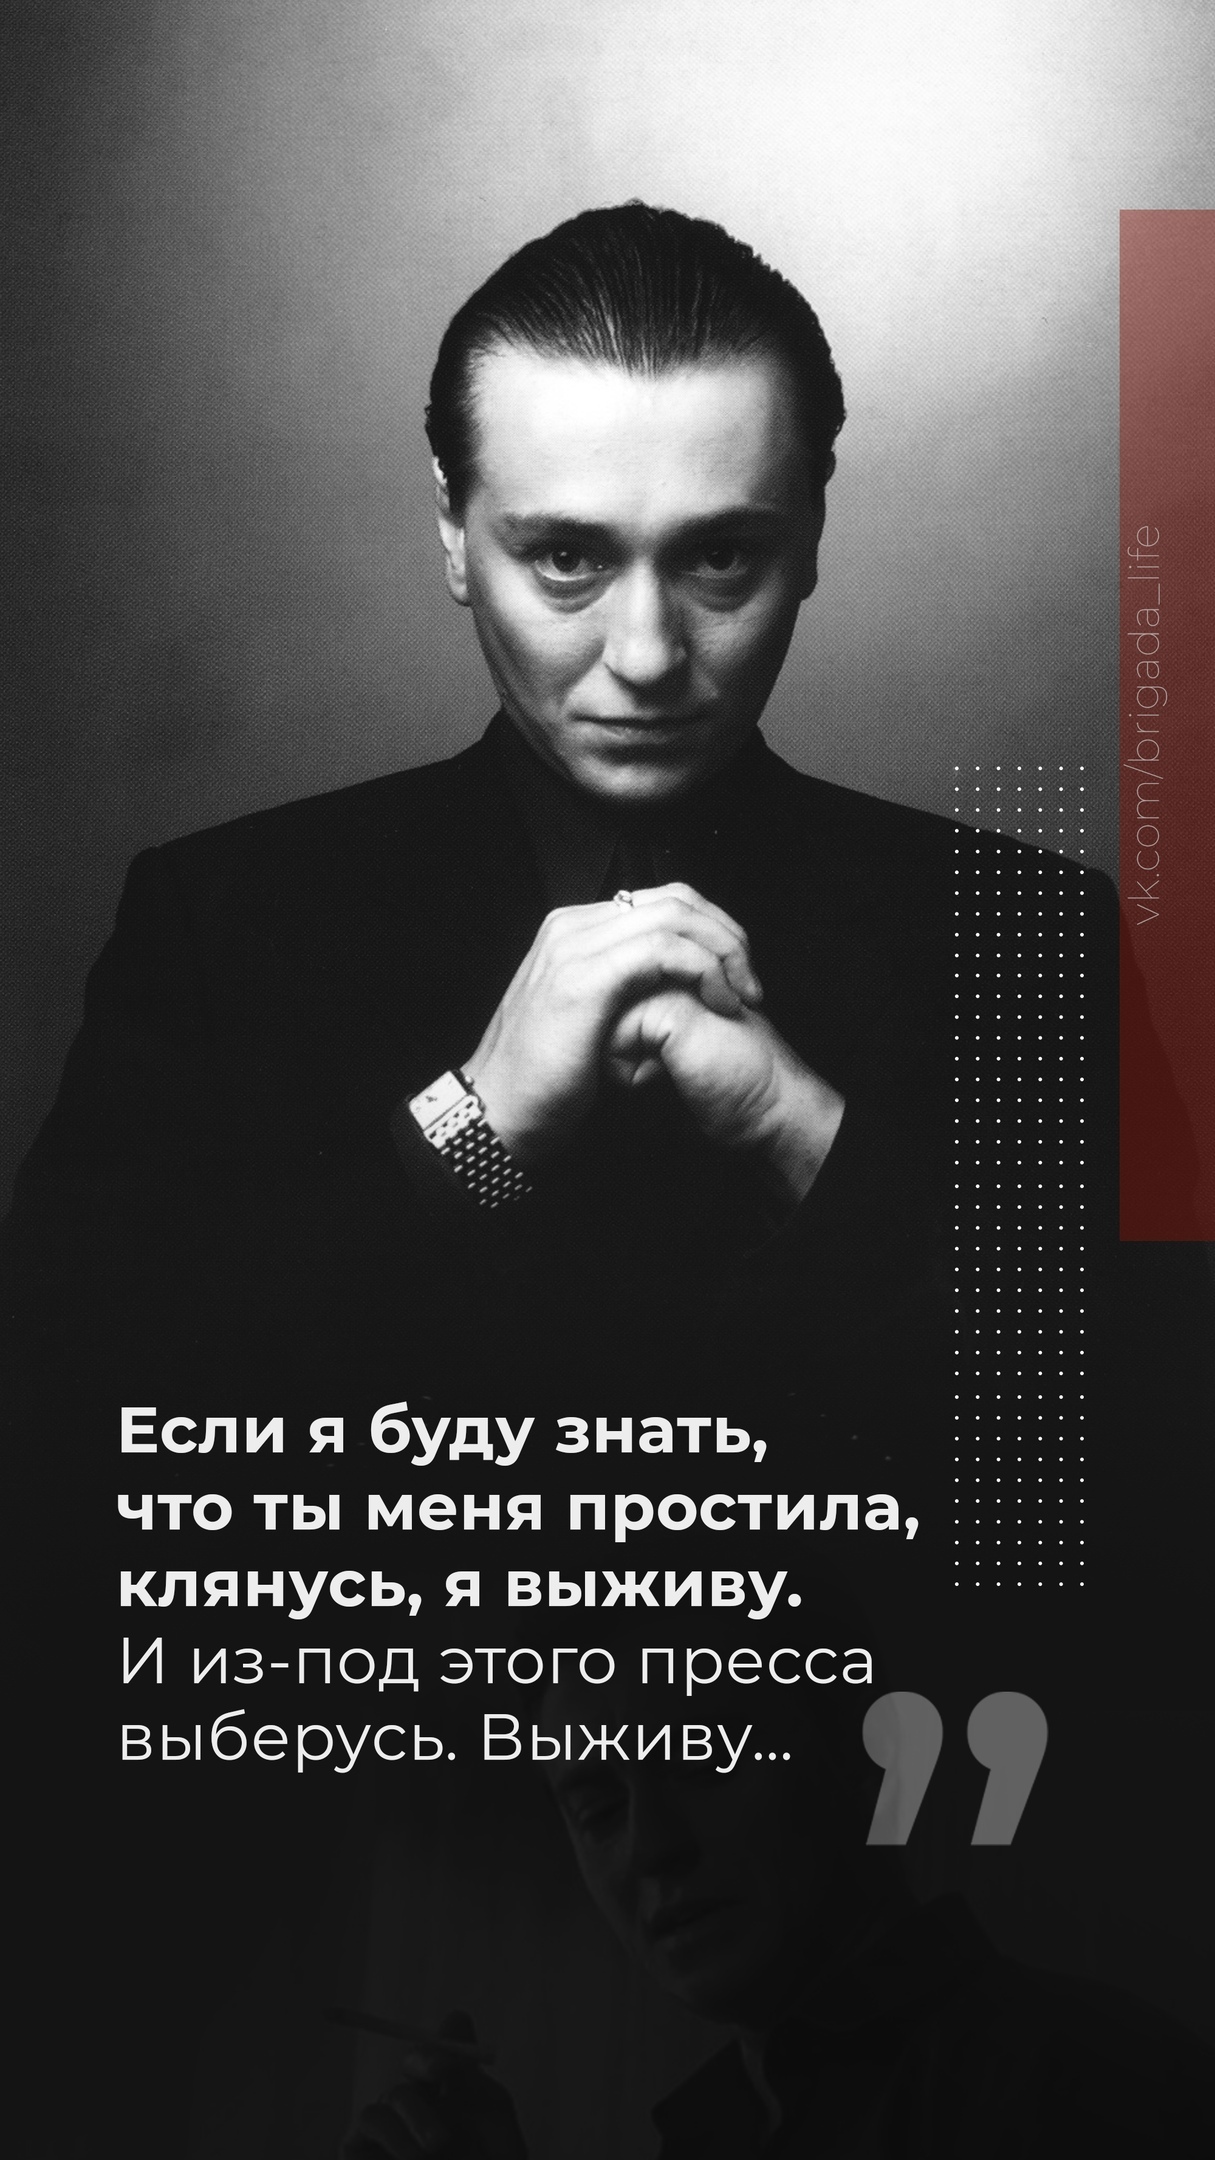 vk.com/brigada_life
Если я буду знать,
что ты меня простила,
клянусь, я выживу.
И из-под этого пресса
выберусь. Выживу...
”